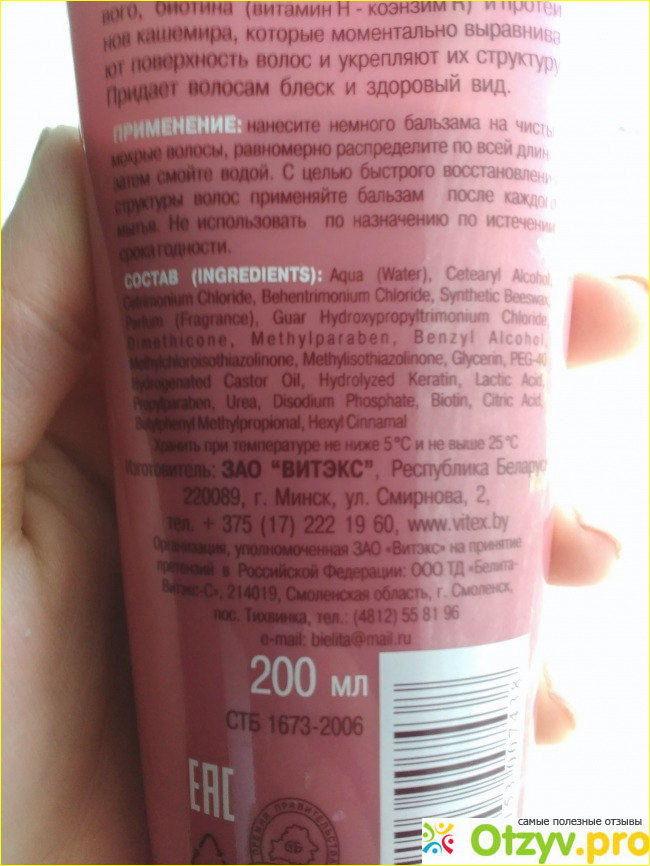 вого, биотина (витамин Н - коэнзим R) и протеи
нов кашемира, которые моментально выравнива
ют поверхность волос и укрепляют их структуру
Придает волосам блеск и здоровый вид.
ПРИМЕНЕНИЕ: нанесите немного бальзама на чисты
мокрые волосы, равномерно распределите по всей длин
затем смойте водой. С целью быстрого восстановлени
структуры волос применяйте бальзам после каждог
мытья. Не использовать по назначению по истечении
срока годности.
СОСТАВ (INGREDIENTS): Aqua (Water), Cetearyl Alcohol,
Cetrimonium Chloride, Behentrimonium Chloride, Synthetic Beeswax,
Parfum (Fragrance), Guar Hydroxypropyltrimonium Chloride,
Dimethicone, Methylparaben, Benzyl Alcohol,
Methylchloroisothiazolinone, Methylisothiazolinone, Glycerin, PEG-40
Hydrogenated Castor Oil, Hydrolyzed Keratin, Lactic Acid,
Propylparaben, Urea, Disodium Phosphate, Biotin, Citric Acid,
Butylphenyl Methylpropional, Hexyl Cinnamal
Хранить при температуре не ниже 5°С и не выше 25°С
Изготовитель: ЗАО "ВИТЭКС", Республика Беларус
220089, г. Минск, ул. Смирнова, 2,
тел. + 375 (17) 222 19 60, www.vitex.by
Организация, уполномоченная ЗАО «Витэкс» на принятие
претензий в Российской Федерации: ООО ТД «Белита-
Витэкс-С», 214019, Смоленская область, г. Смоленск,
пос. Тихвинка, тел.: (4812) 55 81 96
e-mail: bielita@mail.ru
200 мл
СТБ 1673-2006
EAC
самые полезные отзывы
Otzyv.pro